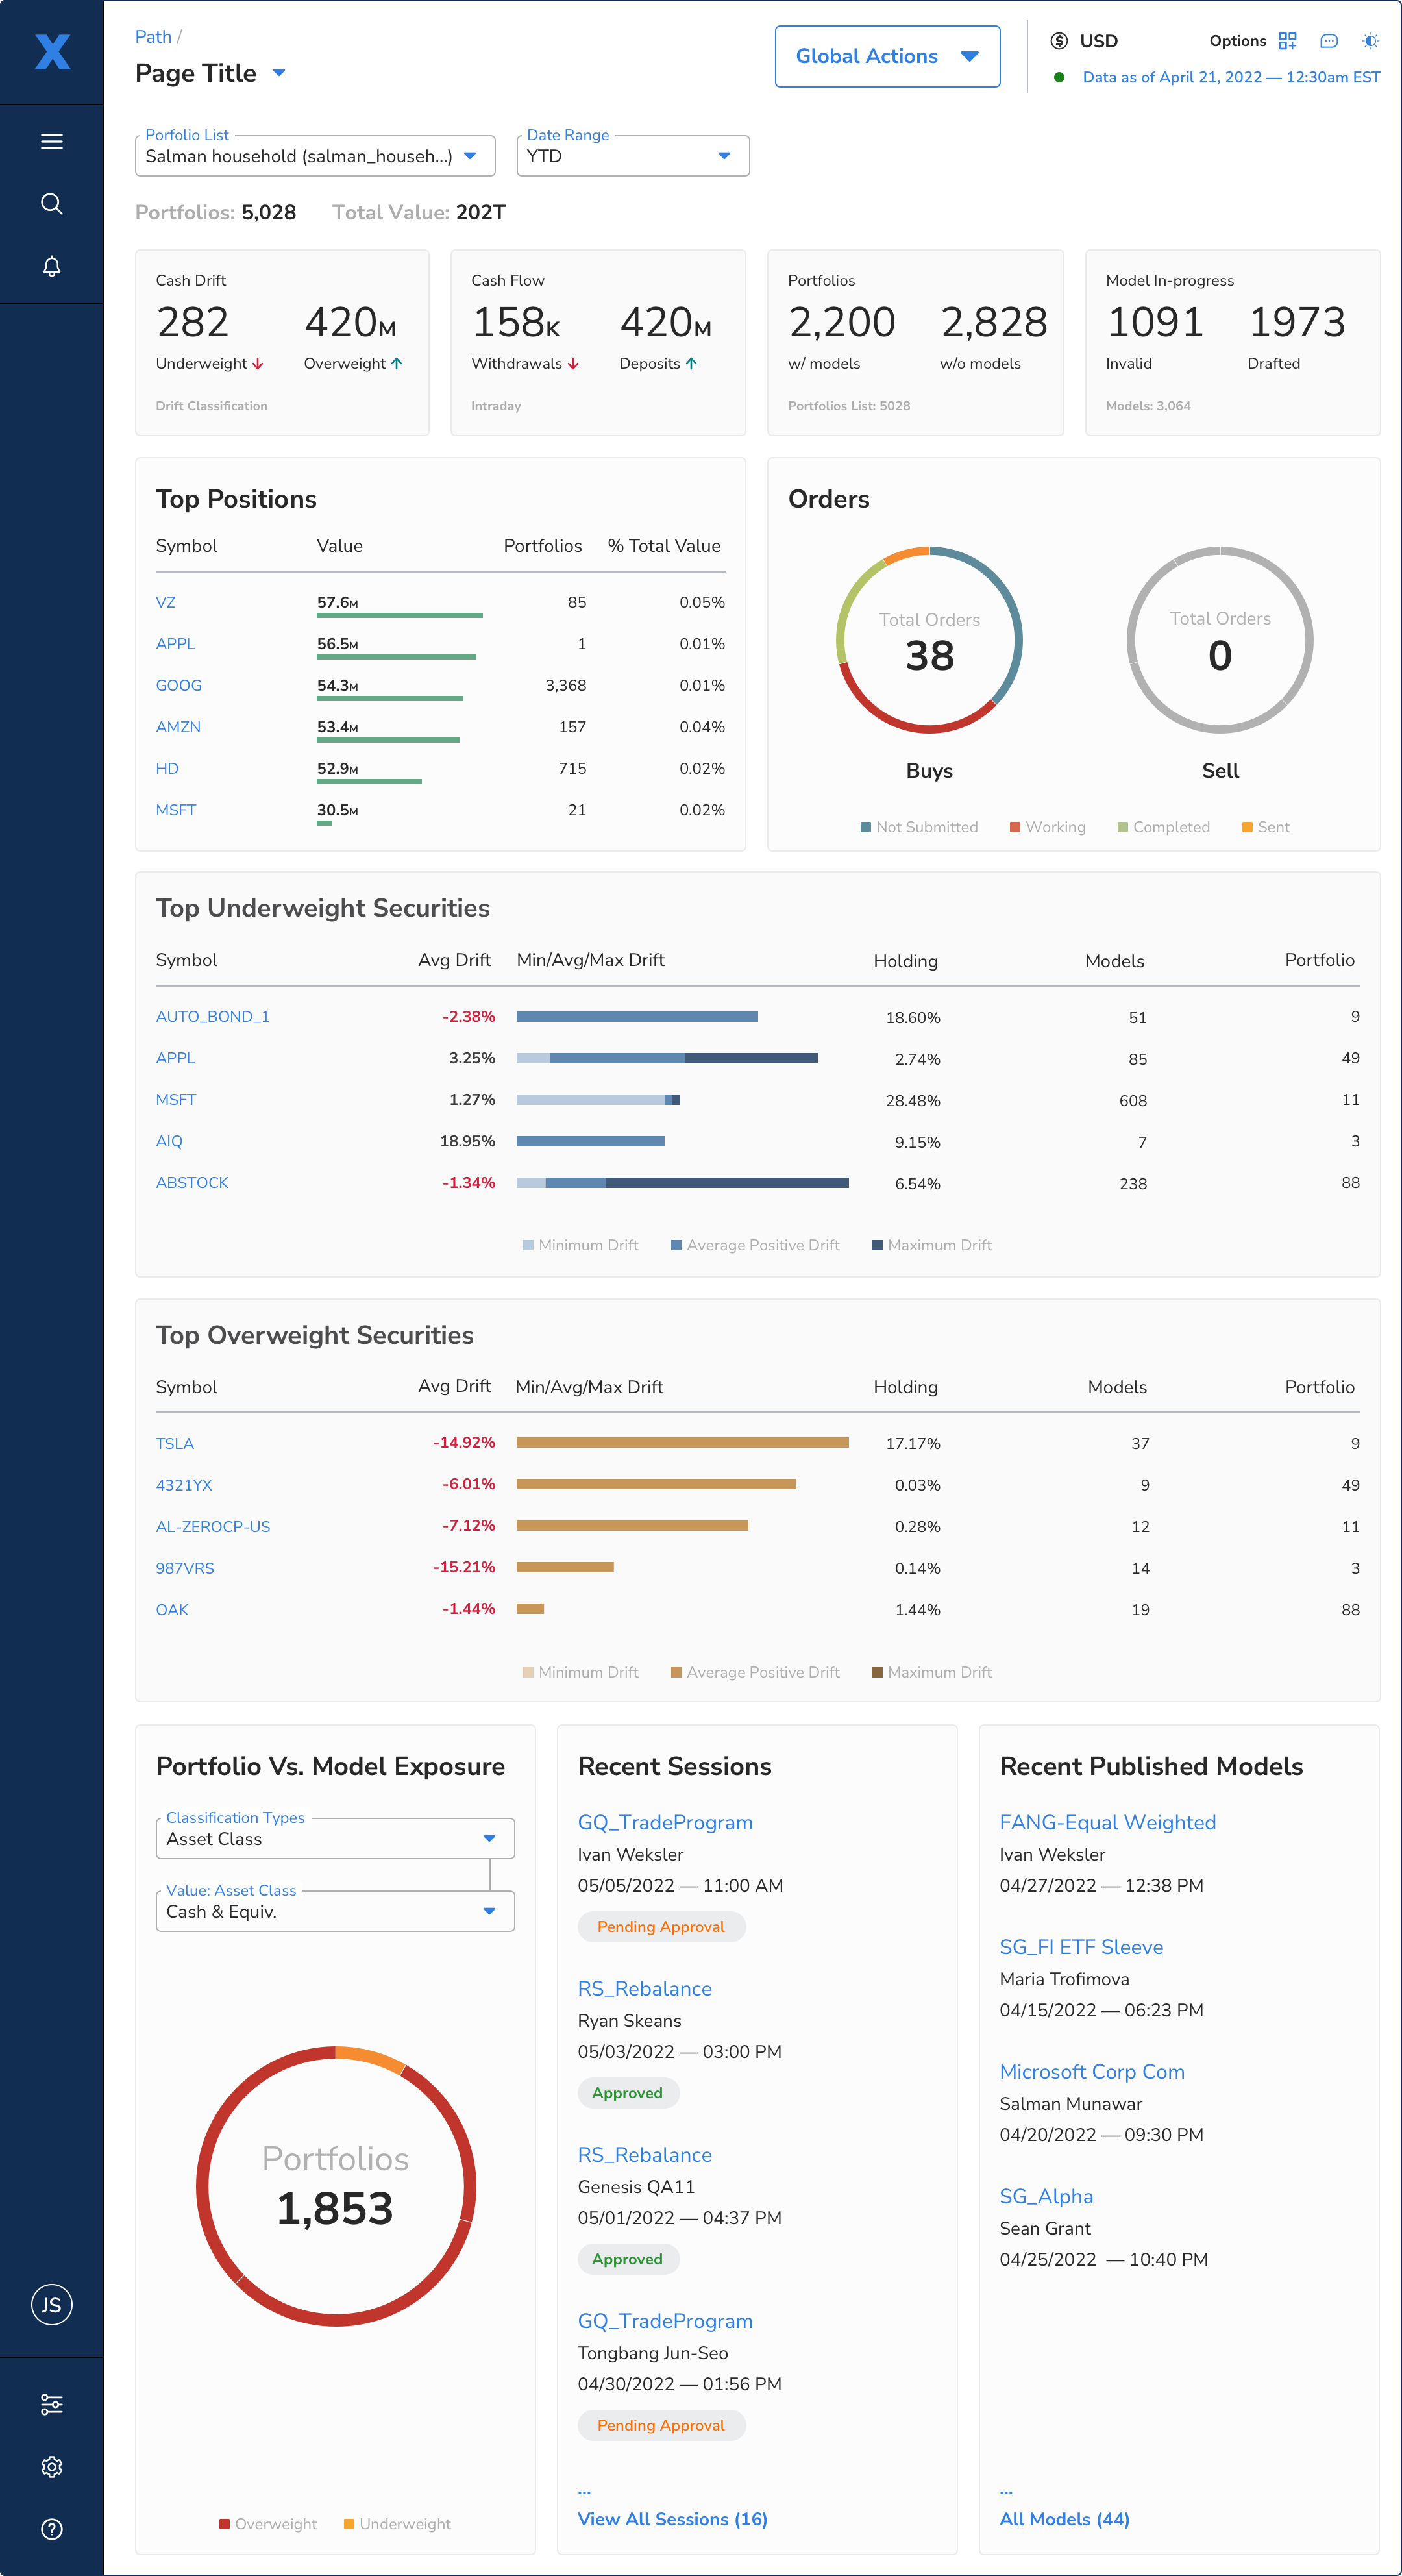 X
Path /
Page Title
Global Actions
USD
Options
Data as of April 21, 2022 — 12:30am EST
Porfolio List
Salman household (salman_househ...)
Date Range
YTD
Portfolios: 5,028 Total Value: 202T
Cash Drift
282 420M
Underweight Overweight
Drift Classification
Cash Flow
158K 420M
Withdrawals Deposits
Intraday
Portfolios
2,200 2,828
w/ models w/o models
Portfolios List: 5028
Model In-progress
1091 1973
Invalid Drafted
Models: 3,064
Top Positions
Symbol Value Portfolios % Total Value
VZ 57.6M 85 0.05%
APPL 56.5M 1 0.01%
GOOG 54.3M 3,368 0.01%
AMZN 53.4M 157 0.04%
HD 52.9M 715 0.02%
MSFT 30.5M 21 0.02%
Orders
Total Orders
38
Buys
Total Orders
0
Sell
Not Submitted Working Completed Sent
Top Underweight Securities
Symbol Avg Drift Min/Avg/Max Drift Holding Models Portfolio
AUTO_BOND_1 -2.38% 18.60% 51 9
APPL 3.25% 2.74% 85 49
MSFT 1.27% 28.48% 608 11
AIQ 18.95% 9.15% 7 3
ABSTOCK -1.34% 6.54% 238 88
Minimum Drift Average Positive Drift Maximum Drift
Top Overweight Securities
Symbol Avg Drift Min/Avg/Max Drift Holding Models Portfolio
TSLA -14.92% 17.17% 37 9
4321YX -6.01% 0.03% 9 49
AL-ZEROCP-US -7.12% 0.28% 12 11
987VRS -15.21% 0.14% 14 3
OAK -1.44% 1.44% 19 88
Minimum Drift Average Positive Drift Maximum Drift
Portfolio Vs. Model Exposure
Classification Types
Asset Class
Value: Asset Class
Cash & Equiv.
Portfolios
1,853
Overweight Underweight
Recent Sessions
GQ_TradeProgram
Ivan Weksler
05/05/2022 — 11:00 AM
Pending Approval
RS_Rebalance
Ryan Skeans
05/03/2022 — 03:00 PM
Approved
RS_Rebalance
Genesis QA11
05/01/2022 — 04:37 PM
Approved
GQ_TradeProgram
Tongbang Jun-Seo
04/30/2022 — 01:56 PM
Pending Approval
...
View All Sessions (16)
Recent Published Models
FANG-Equal Weighted
Ivan Weksler
04/27/2022 — 12:38 PM
SG_FI ETF Sleeve
Maria Trofimova
04/15/2022 — 06:23 PM
Microsoft Corp Com
Salman Munawar
04/20/2022 — 09:30 PM
SG_Alpha
Sean Grant
04/25/2022 — 10:40 PM
...
All Models (44)
JS